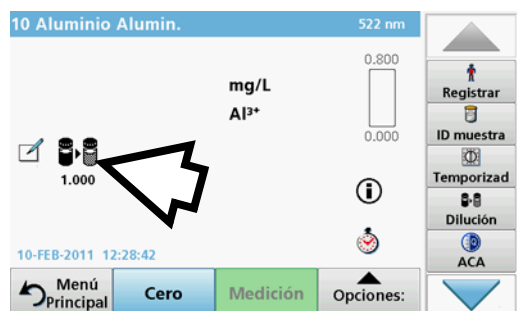 10 Aluminio Alumin. 522 nm
0.800
mg/L
Al³⁺
0.000
1.000
10-FEB-2011 12:28:42
Menú
Principal
Cero
Medición
Opciones:
Registrar
ID muestra
Temporizad
Dilución
ACA